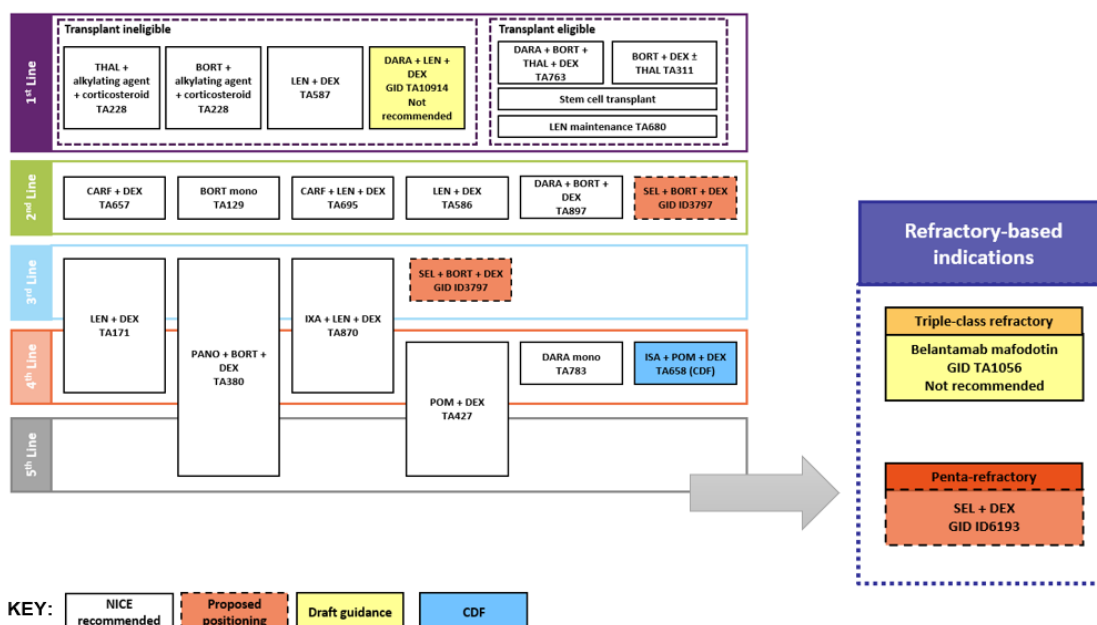 1st Line
Transplant ineligible
THAL +
alkylating agent
+ corticosteroid
TA228
BORT +
alkylating agent
+ corticosteroid
TA228
LEN + DEX
TA587
DARA + LEN +
DEX
GID TA10914
Not
recommended
Transplant eligible
DARA + BORT +
THAL + DEX
TA763
BORT + DEX ±
THAL TA311
Stem cell transplant
LEN maintenance TA680
2nd Line
CARF + DEX
TA657
BORT mono
TA129
CARF + LEN + DEX
TA695
LEN + DEX
TA586
DARA + BORT +
DEX
TA897
SEL + BORT + DEX
GID ID3797
3rd Line
LEN + DEX
TA171
PANO + BORT +
DEX
TA380
IXA + LEN + DEX
TA870
SEL + BORT + DEX
GID ID3797
4th Line
POM + DEX
TA427
DARA mono
TA783
ISA + POM + DEX
TA658 (CDF)
5th Line
Refractory-based
indications
Triple-class refractory
Belantamab mafodotin
GID TA1056
Not recommended
Penta-refractory
SEL + DEX
GID ID6193
KEY:
NICE
recommended
Proposed
positioning
Draft guidance
CDF